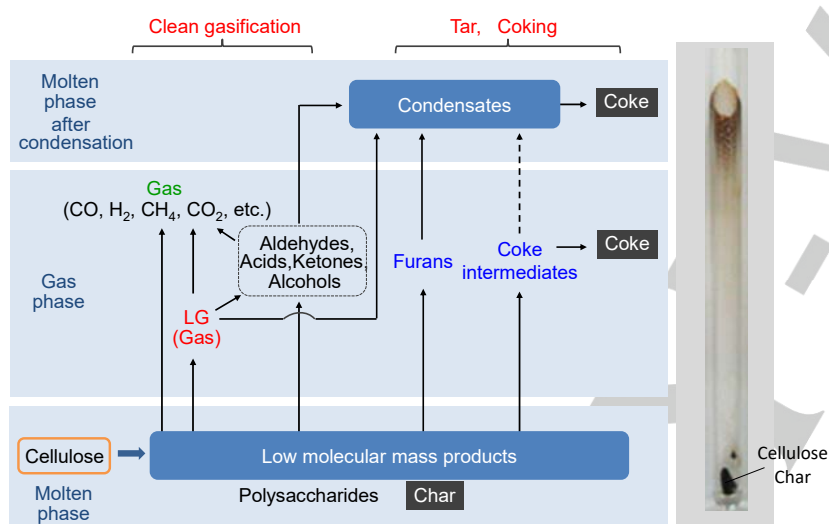 Clean gasification
Tar, Coking
Molten
phase
after
condensation
Condensates
Coke
Gas
(CO, H₂, CH₄, CO₂, etc.)
Gas
phase
Aldehydes,
Acids,Ketones,
Alcohols
LG
(Gas)
Furans
Coke
intermediates
Coke
Cellulose
Low molecular mass products
Molten
phase
Polysaccharides
Char
Cellulose
Char